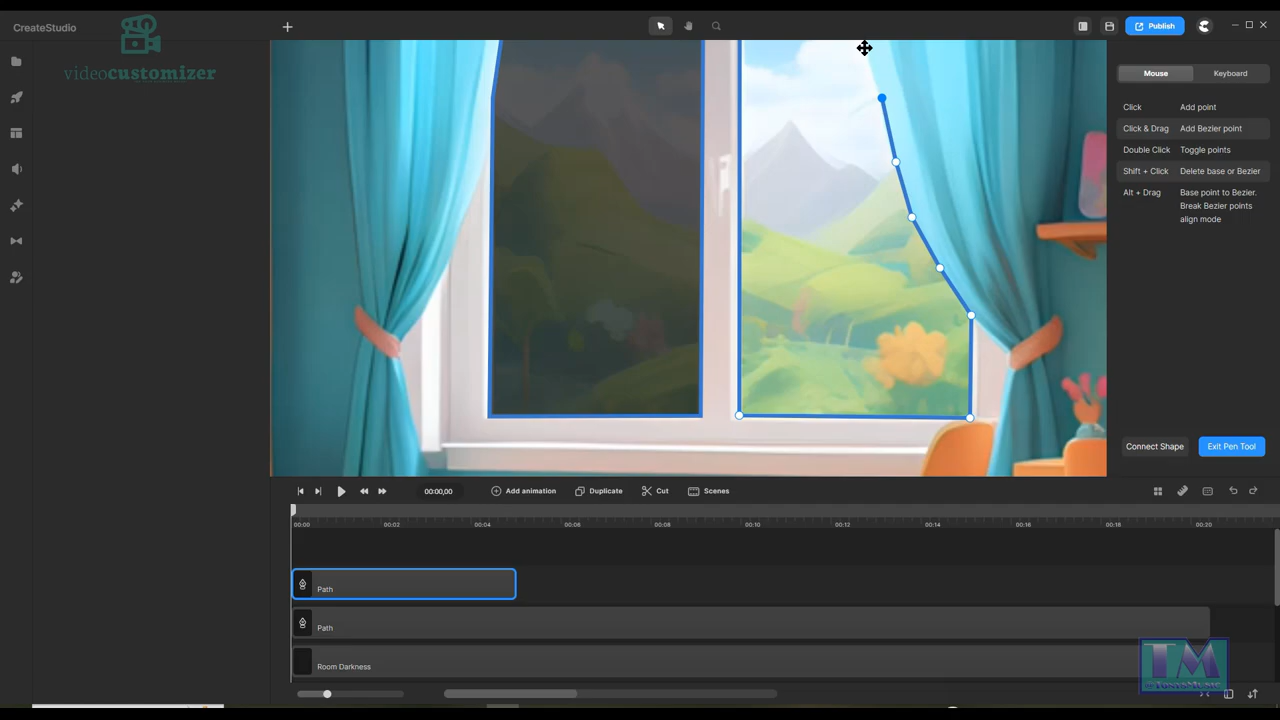 CreateStudio
videocustomizer
Publish
Mouse
Keyboard
Click
Add point
Click & Drag
Add Bezier point
Double Click
Toggle points
Shift + Click
Delete base or Bezier
Alt + Drag
Base point to Bezier.
Break Bezier points
align mode
Connect Shape
Exit Pen Tool
00:00,00
Add animation
Duplicate
Cut
Scenes
00:00
00:02
00:04
00:06
00:08
00:10
00:12
00:14
00:16
00:18
00:20
Path
Path
Room Darkness
TM